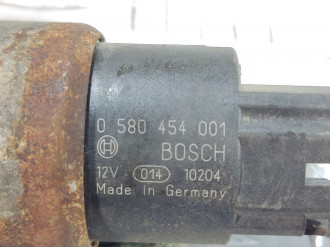 0 580 454 001
BOSCH
12V 014 10204
Made in Germany